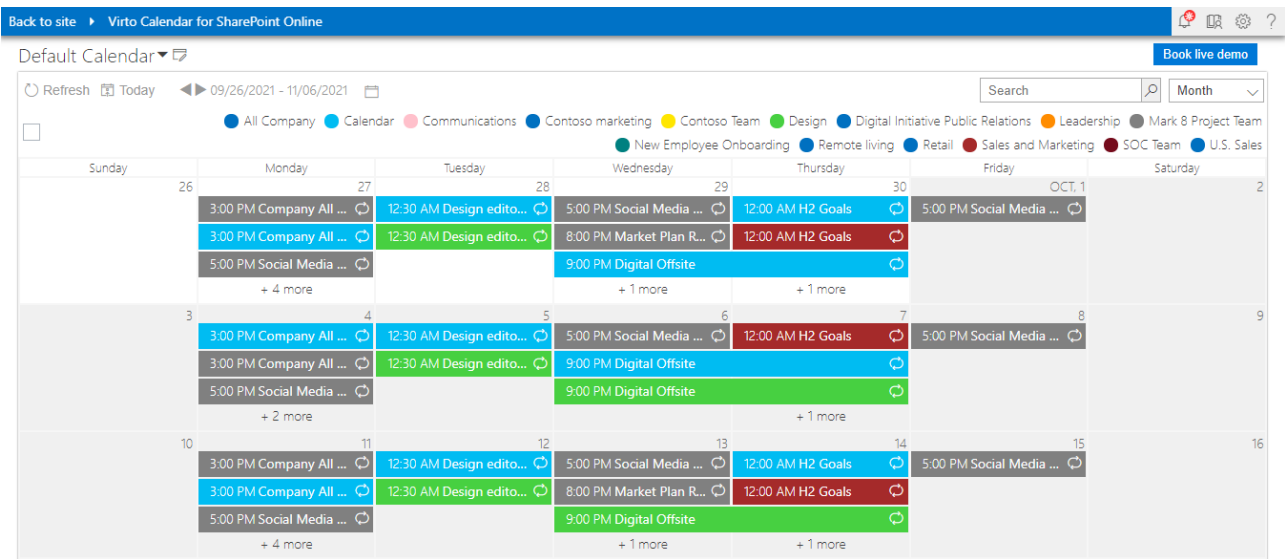 Back to site Virto Calendar for SharePoint Online ?
Default Calendar Book live demo
Refresh Today 09/26/2021 - 11/06/2021 Search Month
All Company Calendar Communications Contoso marketing Contoso Team Design Digital Initiative Public Relations Leadership Mark 8 Project Team
New Employee Onboarding Remote living Retail Sales and Marketing SOC Team U.S. Sales
Sunday Monday Tuesday Wednesday Thursday Friday Saturday
26 27 28 29 30 OCT, 1 2
3:00 PM Company All ... 12:30 AM Design edito... 5:00 PM Social Media ... 12:00 AM H2 Goals 5:00 PM Social Media ...
3:00 PM Company All ... 12:30 AM Design edito... 8:00 PM Market Plan R... 12:00 AM H2 Goals
5:00 PM Social Media ... 9:00 PM Digital Offsite
+ 4 more + 1 more + 1 more
3 4 5 6 7 8 9
3:00 PM Company All ... 12:30 AM Design edito... 5:00 PM Social Media ... 12:00 AM H2 Goals 5:00 PM Social Media ...
3:00 PM Company All ... 12:30 AM Design edito... 9:00 PM Digital Offsite
5:00 PM Social Media ... 9:00 PM Digital Offsite
+ 2 more + 1 more
10 11 12 13 14 15 16
3:00 PM Company All ... 12:30 AM Design edito... 5:00 PM Social Media ... 12:00 AM H2 Goals 5:00 PM Social Media ...
3:00 PM Company All ... 12:30 AM Design edito... 8:00 PM Market Plan R... 12:00 AM H2 Goals
5:00 PM Social Media ... 9:00 PM Digital Offsite
+ 4 more + 1 more + 1 more